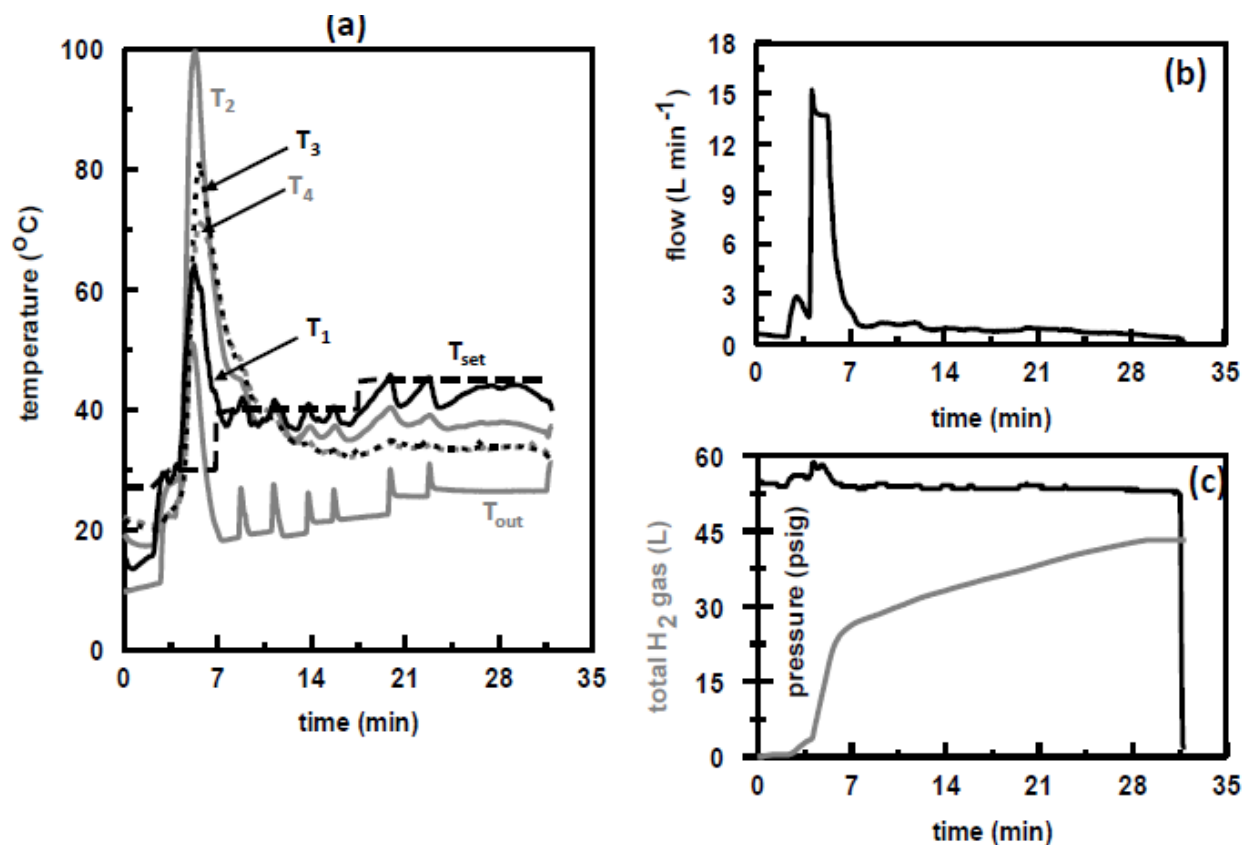 (a)
100
80
60
40
20
0
temperature (°C)
T2
T3
T4
T1
Tset
Tout
0 7 14 21 28 35
time (min)
(b)
18
15
12
9
6
3
0
flow (L min-1)
0 7 14 21 28 35
time (min)
(c)
60
45
30
15
0
total H2 gas (L)
pressure (psig)
0 7 14 21 28 35
time (min)